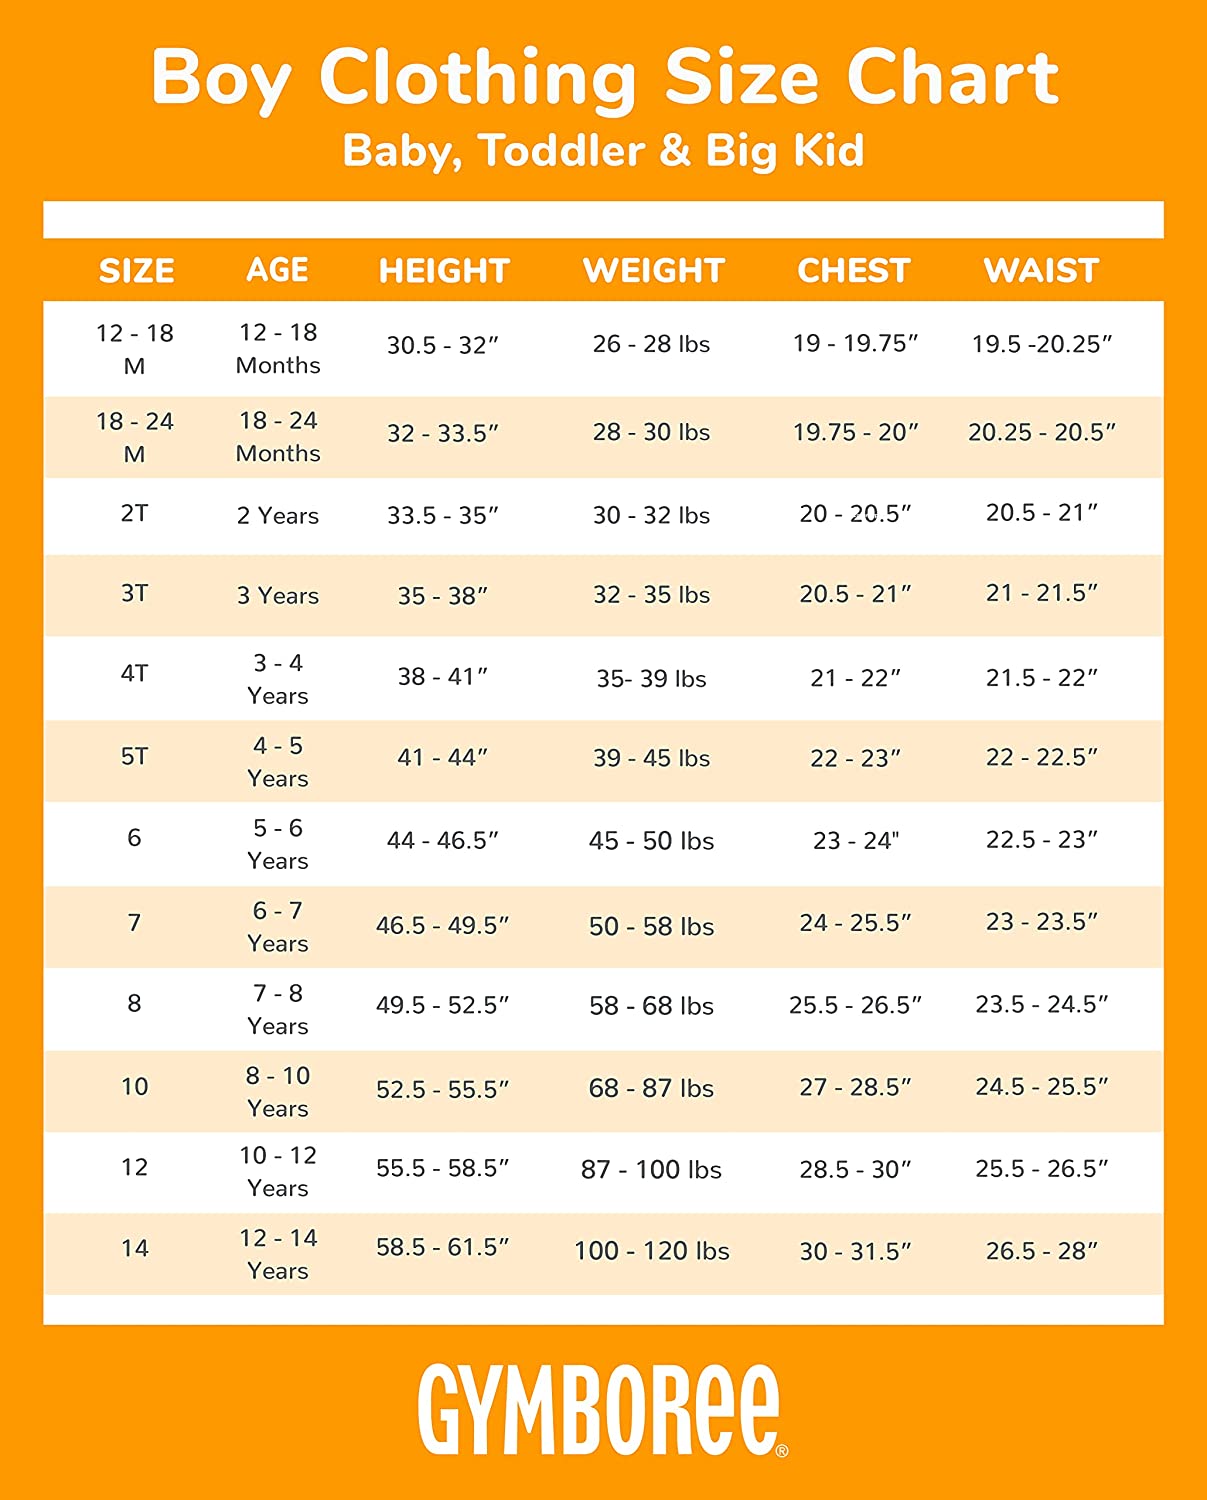 Boy Clothing Size Chart
Baby, Toddler & Big Kid
SIZE AGE HEIGHT WEIGHT CHEST WAIST
12 - 18 12 - 18 30.5 - 32” 26 - 28 lbs 19 - 19.75” 19.5 -20.25”
M Months
18 - 24 18 - 24 32 - 33.5” 28 - 30 lbs 19.75 - 20” 20.25 - 20.5”
M Months
2T 2 Years 33.5 - 35” 30 - 32 lbs 20 - 20.5” 20.5 - 21”
3T 3 Years 35 - 38” 32 - 35 lbs 20.5 - 21” 21 - 21.5”
4T 3 - 4 38 - 41” 35- 39 lbs 21 - 22” 21.5 - 22”
Years
5T 4 - 5 41 - 44” 39 - 45 lbs 22 - 23” 22 - 22.5”
Years
6 5 - 6 44 - 46.5” 45 - 50 lbs 23 - 24" 22.5 - 23”
Years
7 6 - 7 46.5 - 49.5” 50 - 58 lbs 24 - 25.5” 23 - 23.5”
Years
8 7 - 8 49.5 - 52.5” 58 - 68 lbs 25.5 - 26.5” 23.5 - 24.5”
Years
10 8 - 10 52.5 - 55.5” 68 - 87 lbs 27 - 28.5” 24.5 - 25.5”
Years
12 10 - 12 55.5 - 58.5” 87 - 100 lbs 28.5 - 30” 25.5 - 26.5”
Years
14 12 - 14 58.5 - 61.5” 100 - 120 lbs 30 - 31.5” 26.5 - 28”
Years
GYMBOREE®